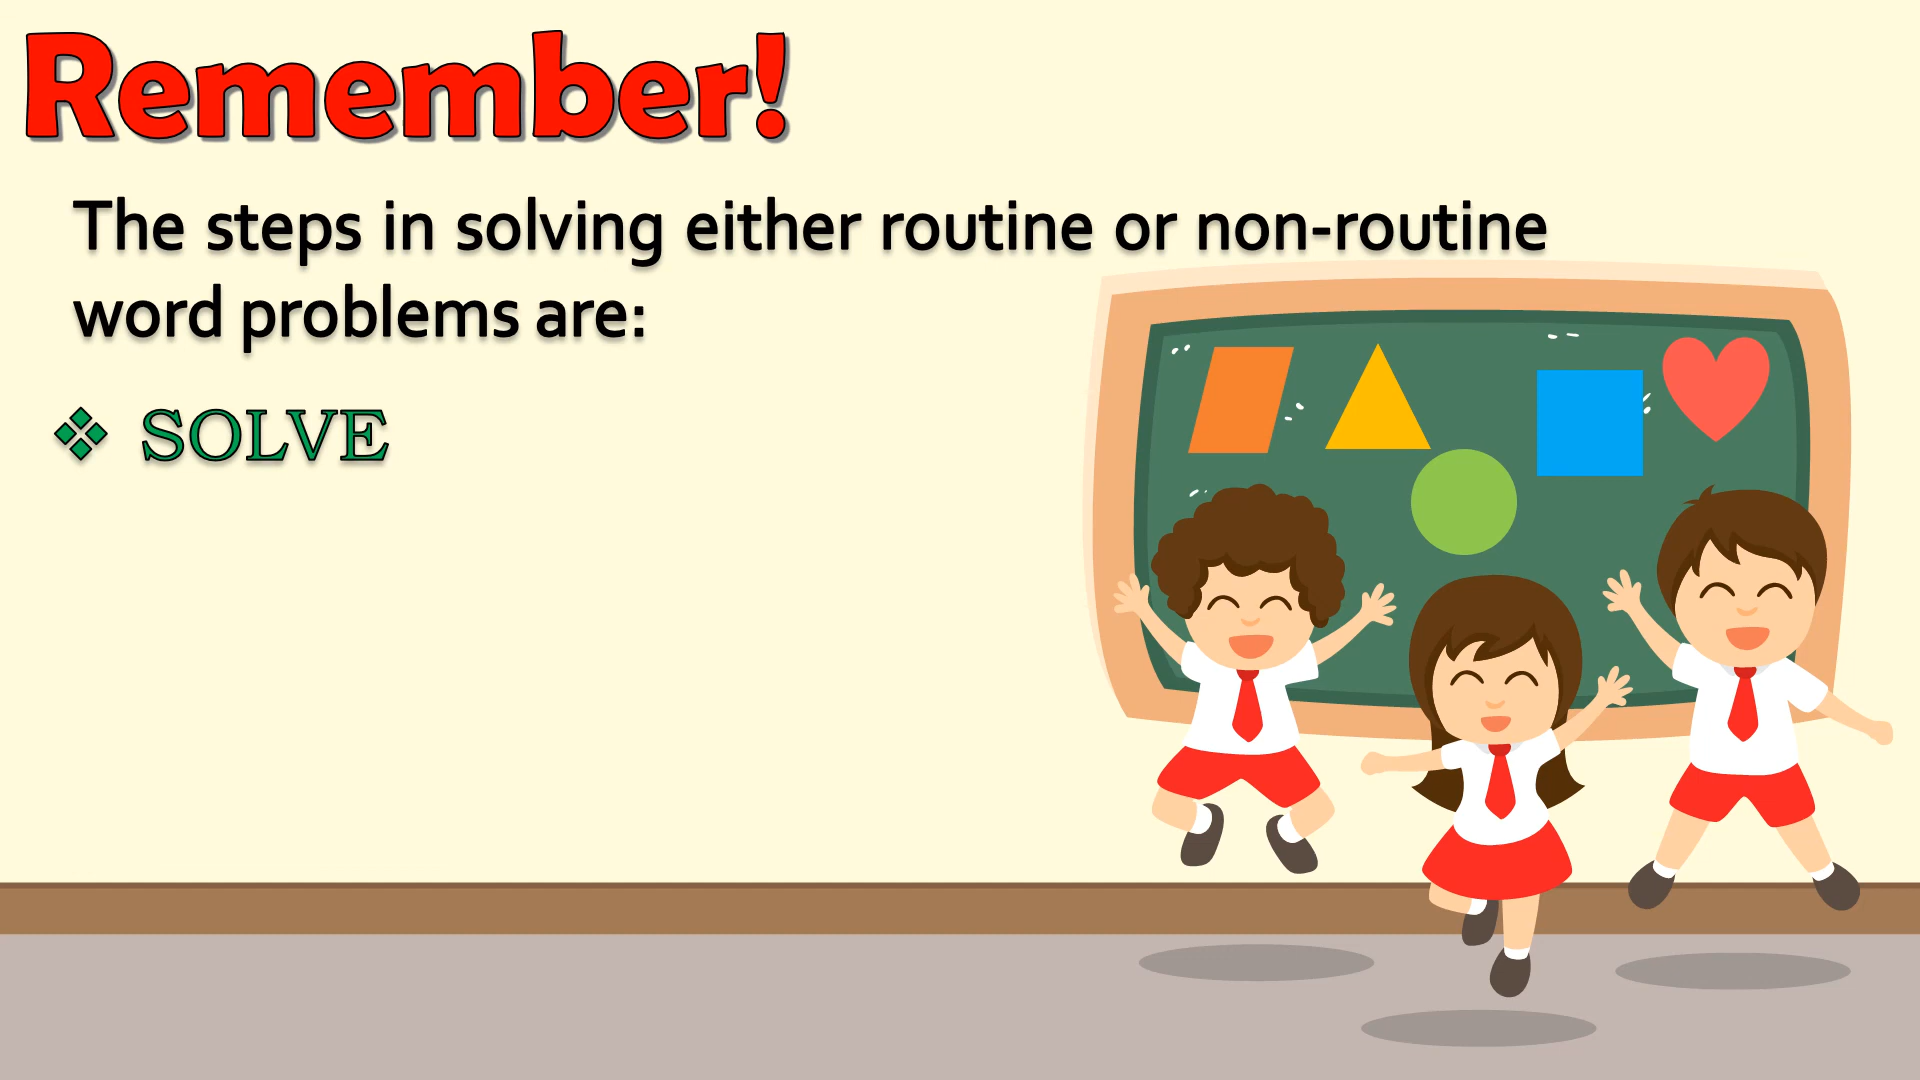 Remember!
The steps in solving either routine or non-routine
word problems are:
❖ SOLVE